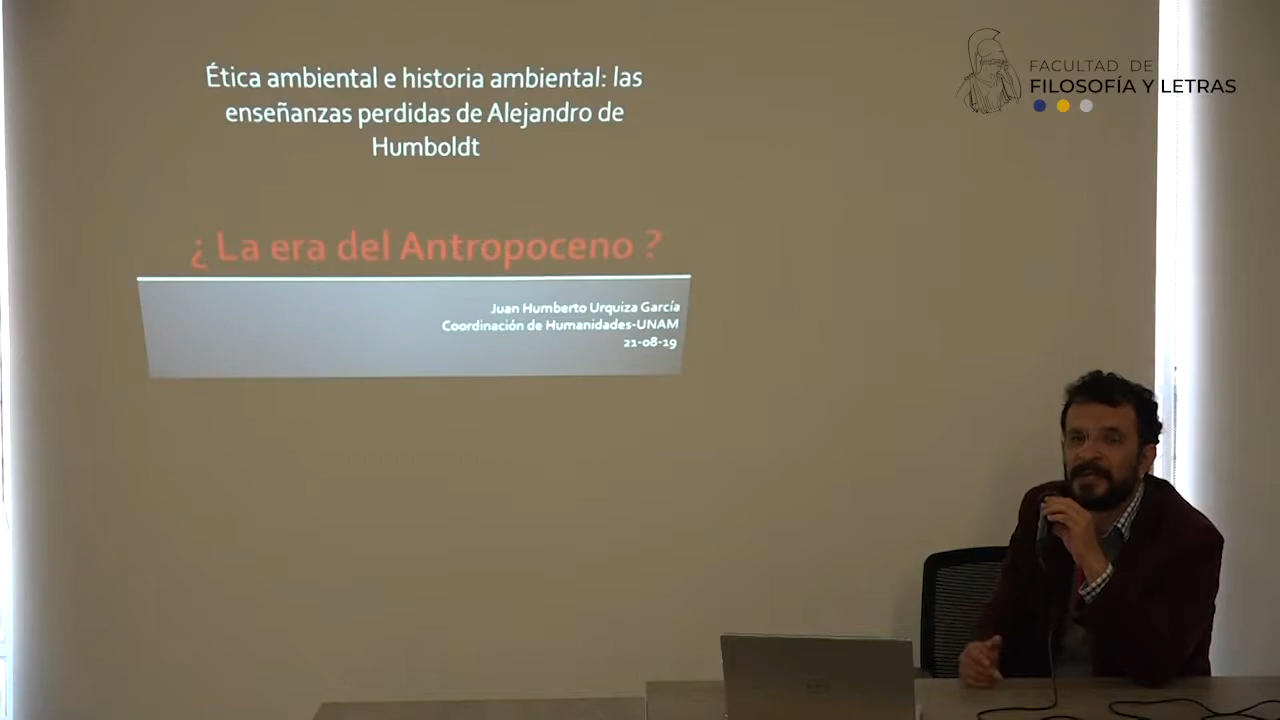 Ética ambiental e historia ambiental: las
enseñanzas perdidas de Alejandro de
Humboldt
¿ La era del Antropoceno ?
Juan Humberto Urquiza García
Coordinación de Humanidades-UNAM
21-08-19
FACULTAD DE
FILOSOFÍA Y LETRAS